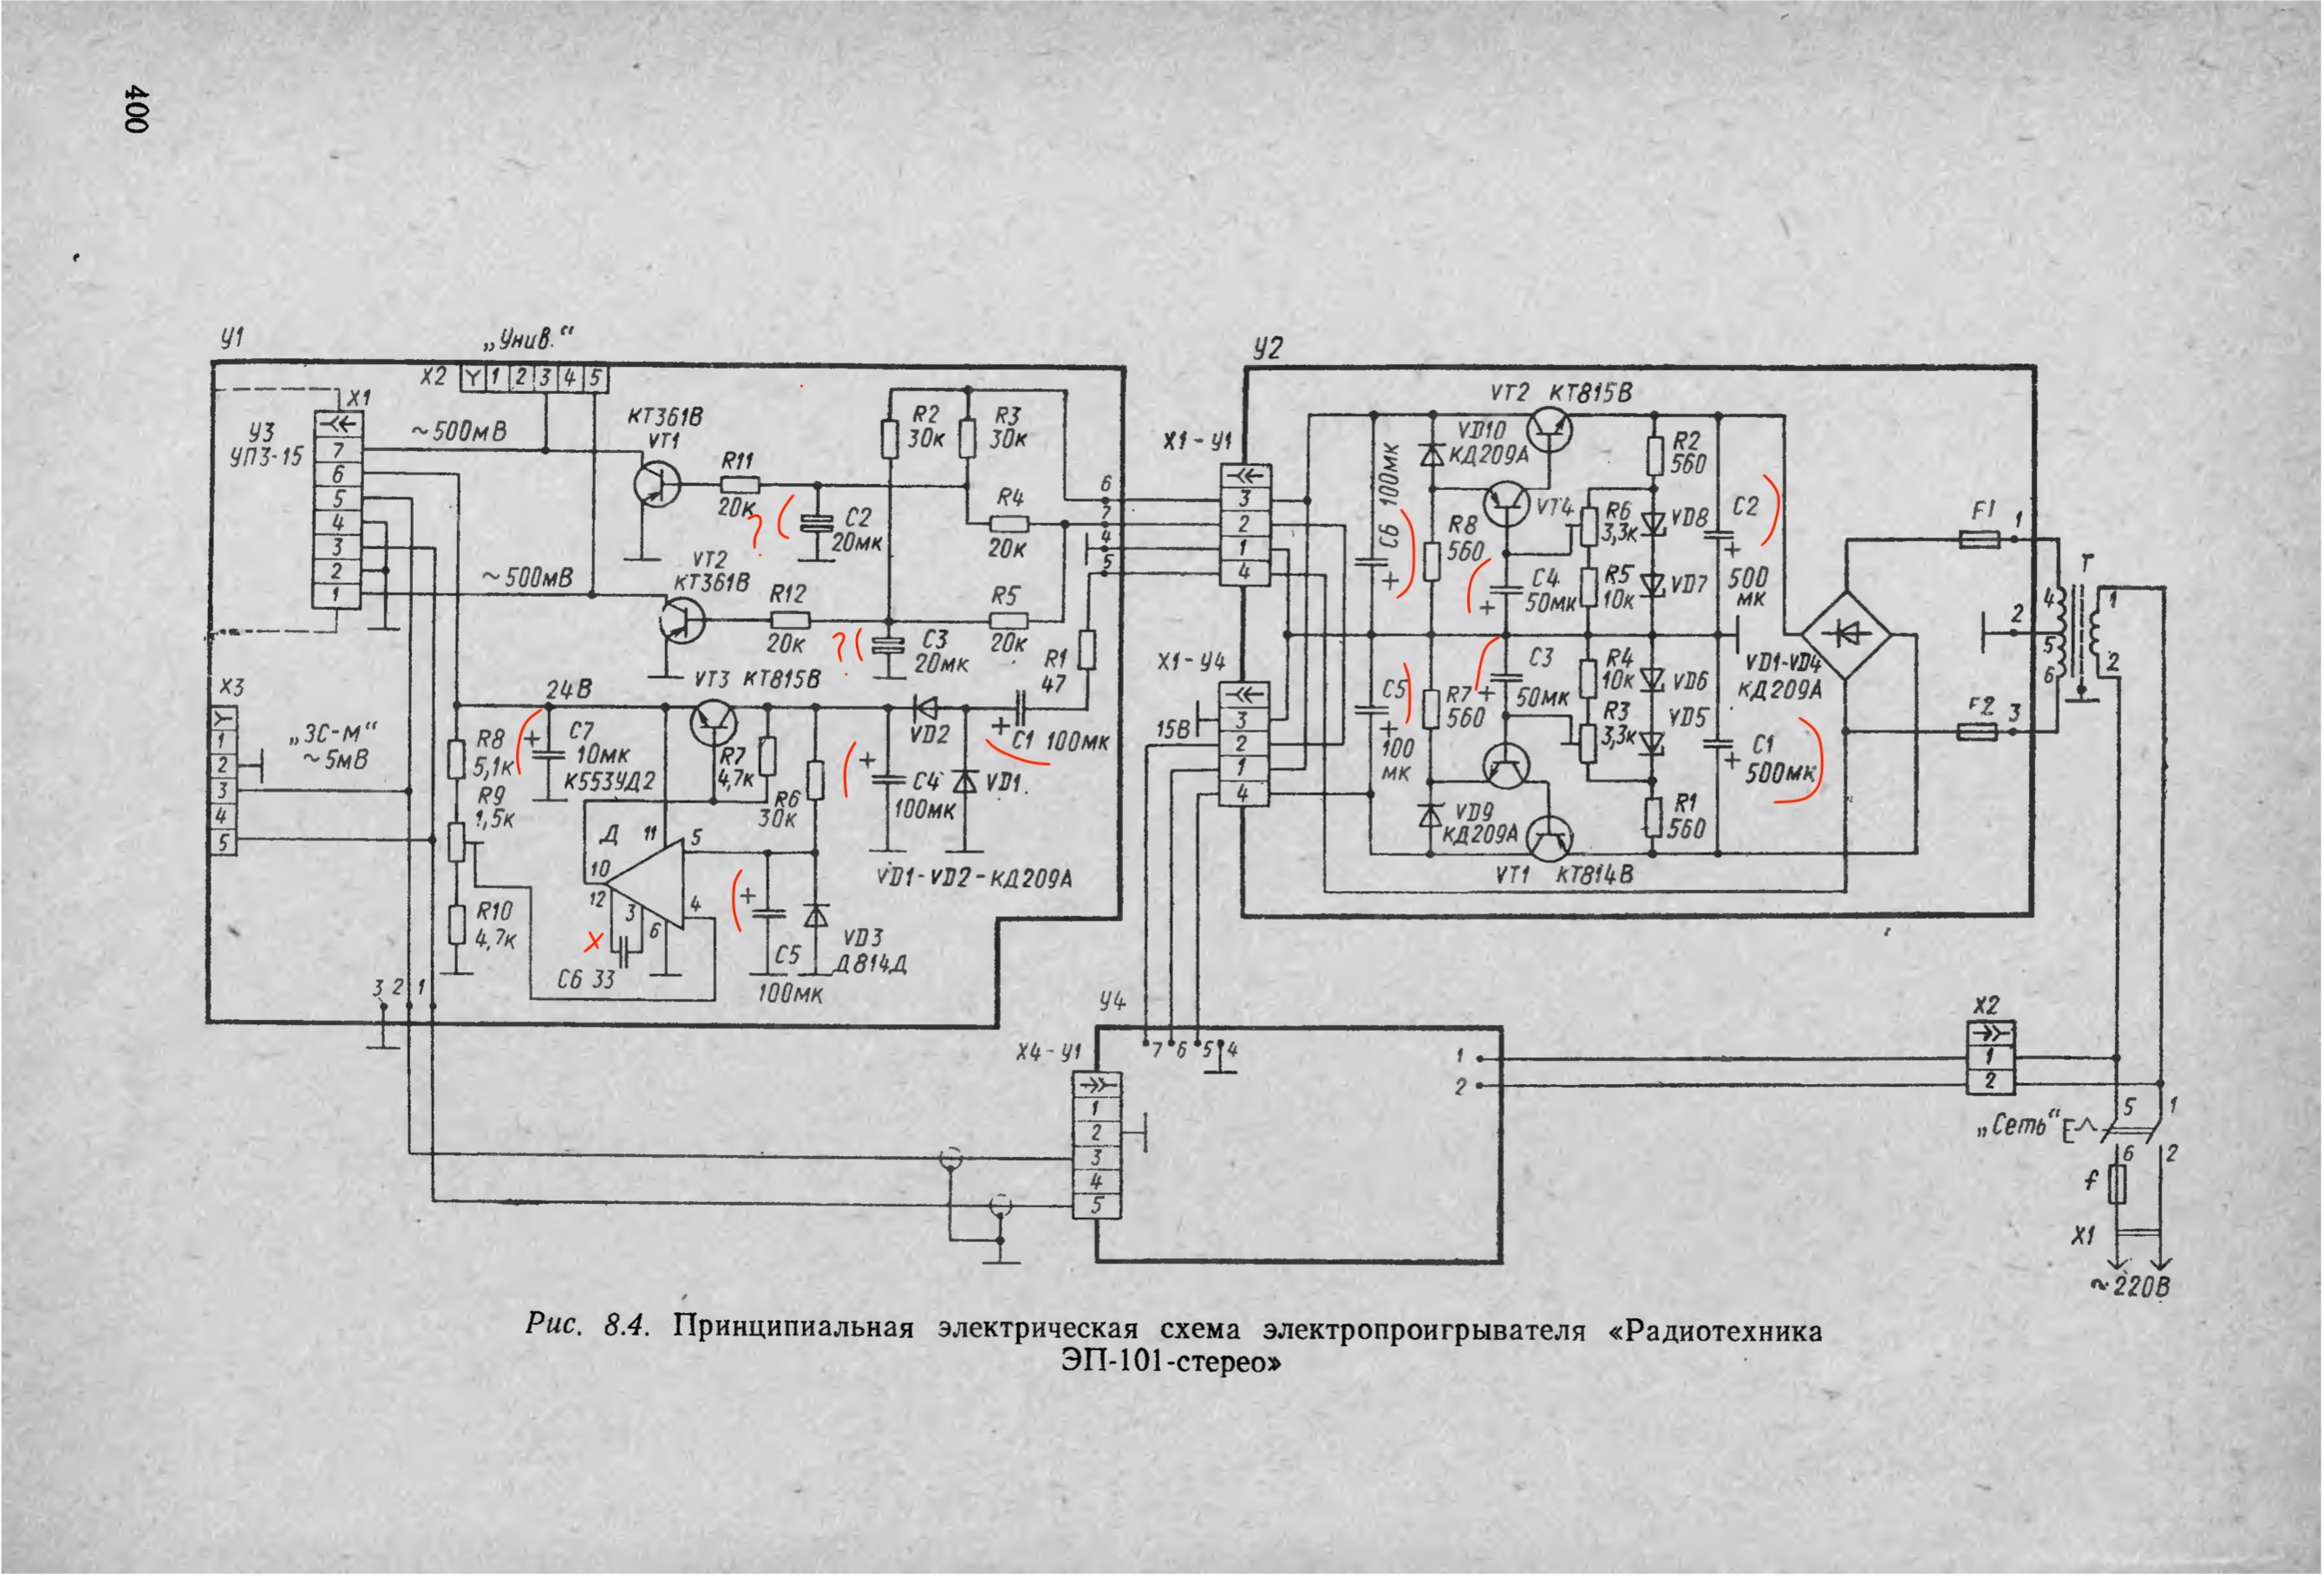 400
У1
„Унив.“
X2 Y 1 2 3 4 5
X1
У3
УПЗ-15
7
6
5
4
3
2
1
~500мВ
~500мВ
КТ361В
VT1
R11
20к
?
C2
20мк
VT2
КТ361В
R12
20к
?
C3
20мк
R2
30к
R3
30к
R4
20к
R5
20к
R1
47
6
7
4
5
X3
Y
1
2
3
4
5
„ЗС-М“
~5мВ
24В
VT3 КТ815В
R8
5,1к
R9
1,5к
R10
4,7к
+
C7
10мк
К553УД2
R7
4,7к
R6
30к
+
C4
100мк
VD2
+
C1 100мк
VD1
VD1-VD2-КД209А
Д
11
5
10
12
3
6
4
x
C6 33
+
C5
100мк
VD3
Д814Д
3 2 1
У2
X1-У1
3
2
1
4
X1-У4
15В
3
2
1
4
VT2 КТ815В
VD10
КД209А
C6 100мк
+
R8
560
VT4
R6
3,3к
R5
10к
C4
50мк
+
R2
560
VD8
VD7
C2
+
500
мк
C5
+
100
мк
R7
560
+
C3
50мк
R4
10к
R3
3,3к
VD6
VD5
VD1-VD4
КД209А
C1
+
500мк
VD9
КД209А
R1
560
VT1 КТ814В
F1
1
2
F2 3
T
4
5
6
1
2
У4
X4-У1
1
2
3
4
5
7 6 5 4
1
2
X2
1
2
„Сеть“
5 1
6 2
f
X1
~220В
Рис. 8.4. Принципиальная электрическая схема электропроигрывателя «Радиотехника
ЭП-101-стерео»